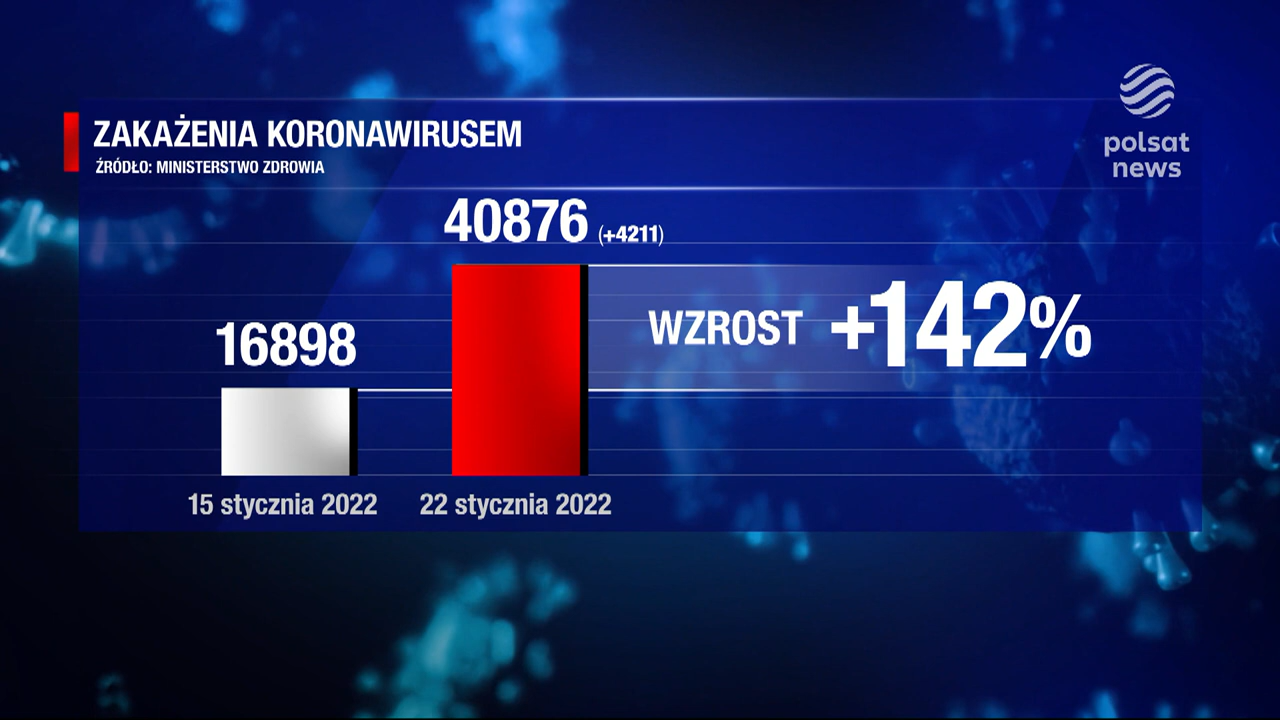 ZAKAŻENIA KORONAWIRUSEM
ŹRÓDŁO: MINISTERSTWO ZDROWIA
polsat
news
40876 (+4211)
16898
WZROST +142%
15 stycznia 2022
22 stycznia 2022